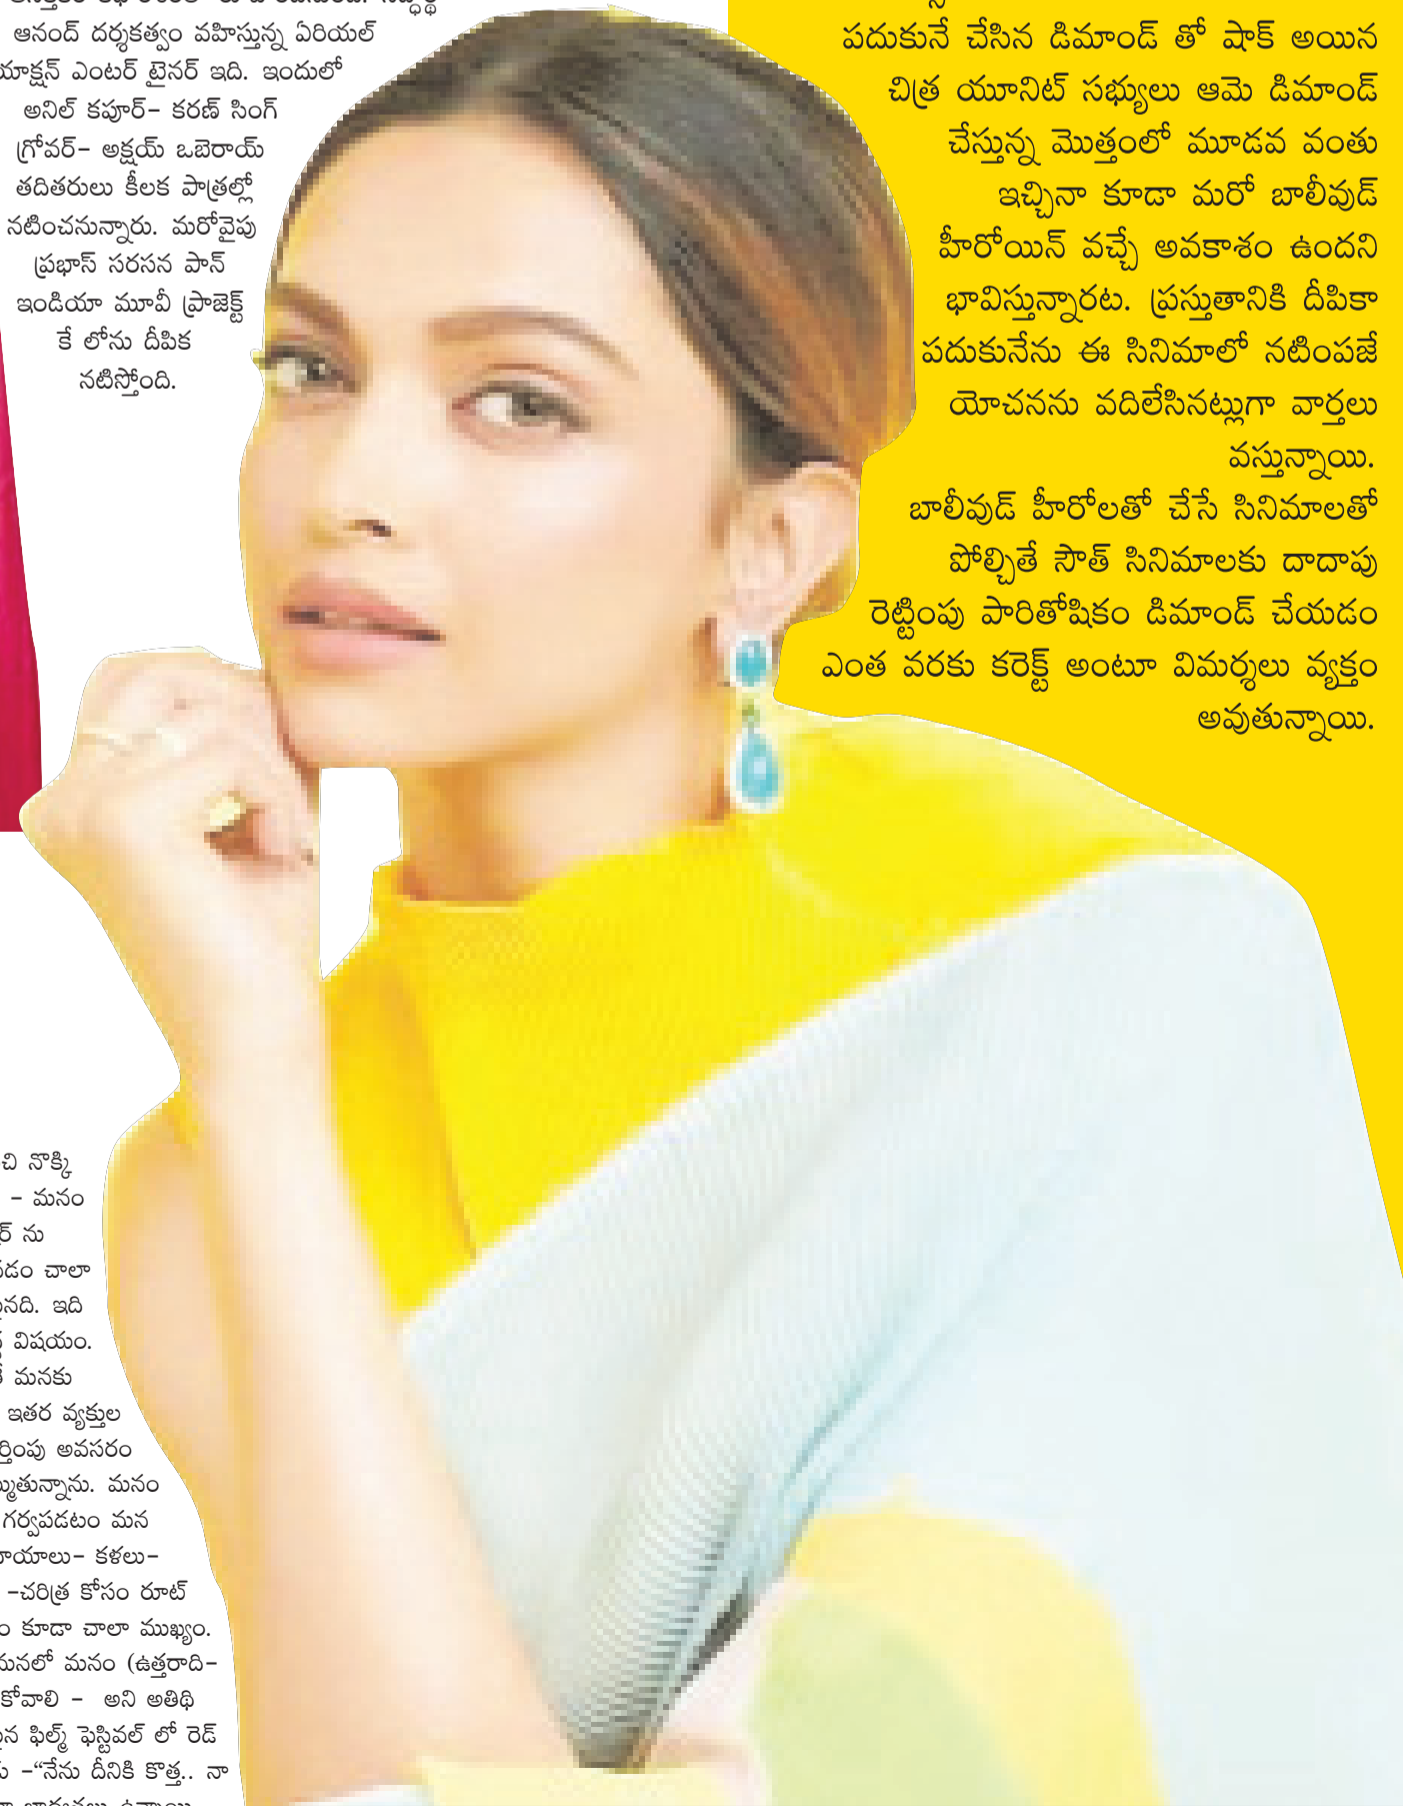 ఆనంద్ దర్శకత్వం వహిస్తున్న ఏరియల్
యాక్షన్ ఎంటర్ టైనర్ ఇది. ఇందులో
అనిల్ కపూర్- కరణ్ సింగ్
గ్రోవర్- అక్షయ్ ఒబెరాయ్
తదితరులు కీలక పాత్రల్లో
నటించనున్నారు. మరోవైపు
ప్రభాస్ సరసన పాన్
ఇండియా మూవీ ప్రాజెక్ట్
కే లోను దీపిక
నటిస్తోంది.
పదుకునే చేసిన డిమాండ్ తో షాక్ అయిన
చిత్ర యూనిట్ సభ్యులు ఆమె డిమాండ్
చేస్తున్న మొత్తంలో మూడవ వంతు
ఇచ్చినా కూడా మరో బాలీవుడ్
హీరోయిన్ వచ్చే అవకాశం ఉందని
భావిస్తున్నారట. ప్రస్తుతానికి దీపికా
పదుకునేను ఈ సినిమాలో నటింపజే
యోచనను వదిలేసినట్లుగా వార్తలు
వస్తున్నాయి.
బాలీవుడ్ హీరోలతో చేసే సినిమాలతో
పోల్చితే సౌత్ సినిమాలకు దాదాపు
రెట్టింపు పారితోషికం డిమాండ్ చేయడం
ఎంత వరకు కరెక్ట్ అంటూ విమర్శలు వ్యక్తం
అవుతున్నాయి.
నొక్కి
- మనం
ను
చాలా
ఇది
విషయం.
మనకు
ఇతర వ్యక్తుల
అవసరం
మనం
గర్వపడటం మన
కళలు-
-చరిత్ర కోసం రూట్
కూడా చాలా ముఖ్యం.
మనం (ఉత్తరాది-
- అని అతిథి
ఫిల్మ్ ఫెస్టివల్ లో రెడ్
-“నేను దీనికి కొత్త.. నా